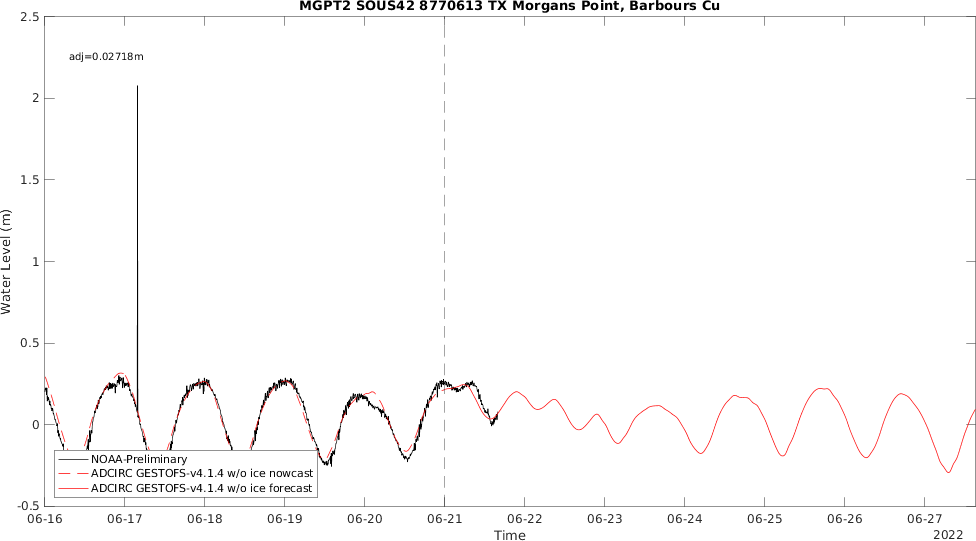 MGPT2 SOUS42 8770613 TX Morgans Point, Barbours Cu
adj=0.02718m
2.5
2
1.5
1
0.5
0
-0.5
Water Level (m)
NOAA-Preliminary
ADCIRC GESTOFS-v4.1.4 w/o ice nowcast
ADCIRC GESTOFS-v4.1.4 w/o ice forecast
06-16 06-17 06-18 06-19 06-20 06-21 06-22 06-23 06-24 06-25 06-26 06-27
Time
2022